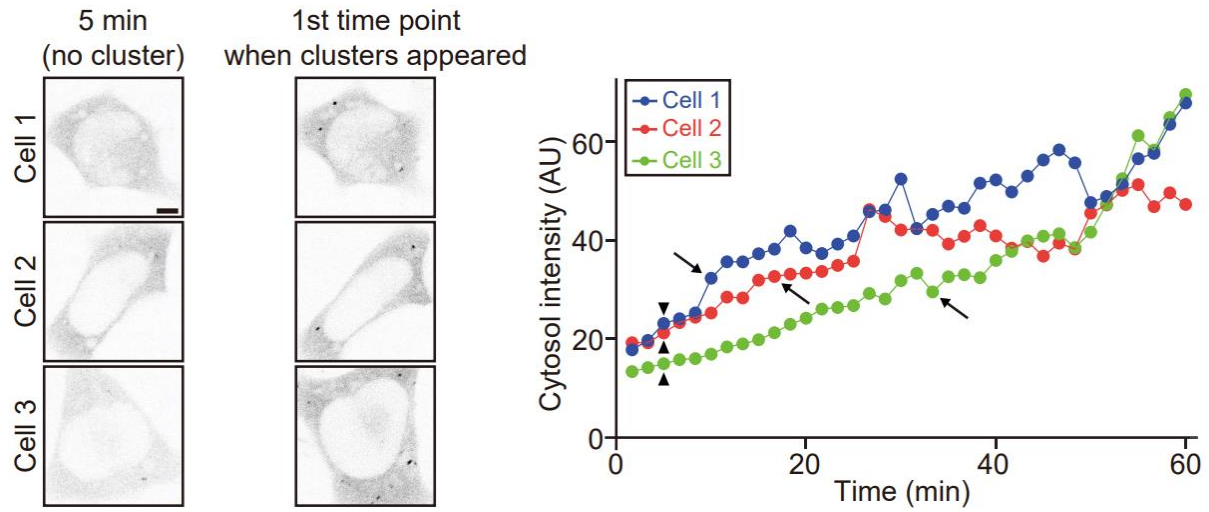 5 min
(no cluster)
1st time point
when clusters appeared
Cell 1
Cell 2
Cell 3
Cell 1
Cell 2
Cell 3
Cytosol intensity (AU)
60
40
20
0
0 20 40 60
Time (min)